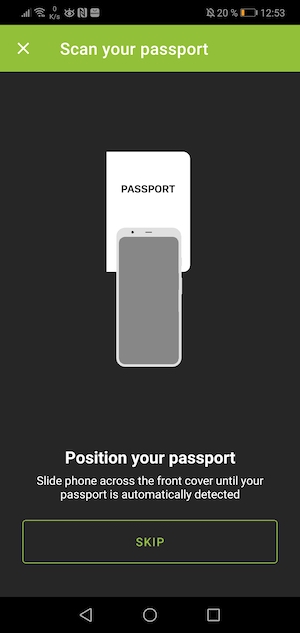 0 K/s 20 % 12:53
Scan your passport
PASSPORT
Position your passport
Slide phone across the front cover until your
passport is automatically detected
SKIP